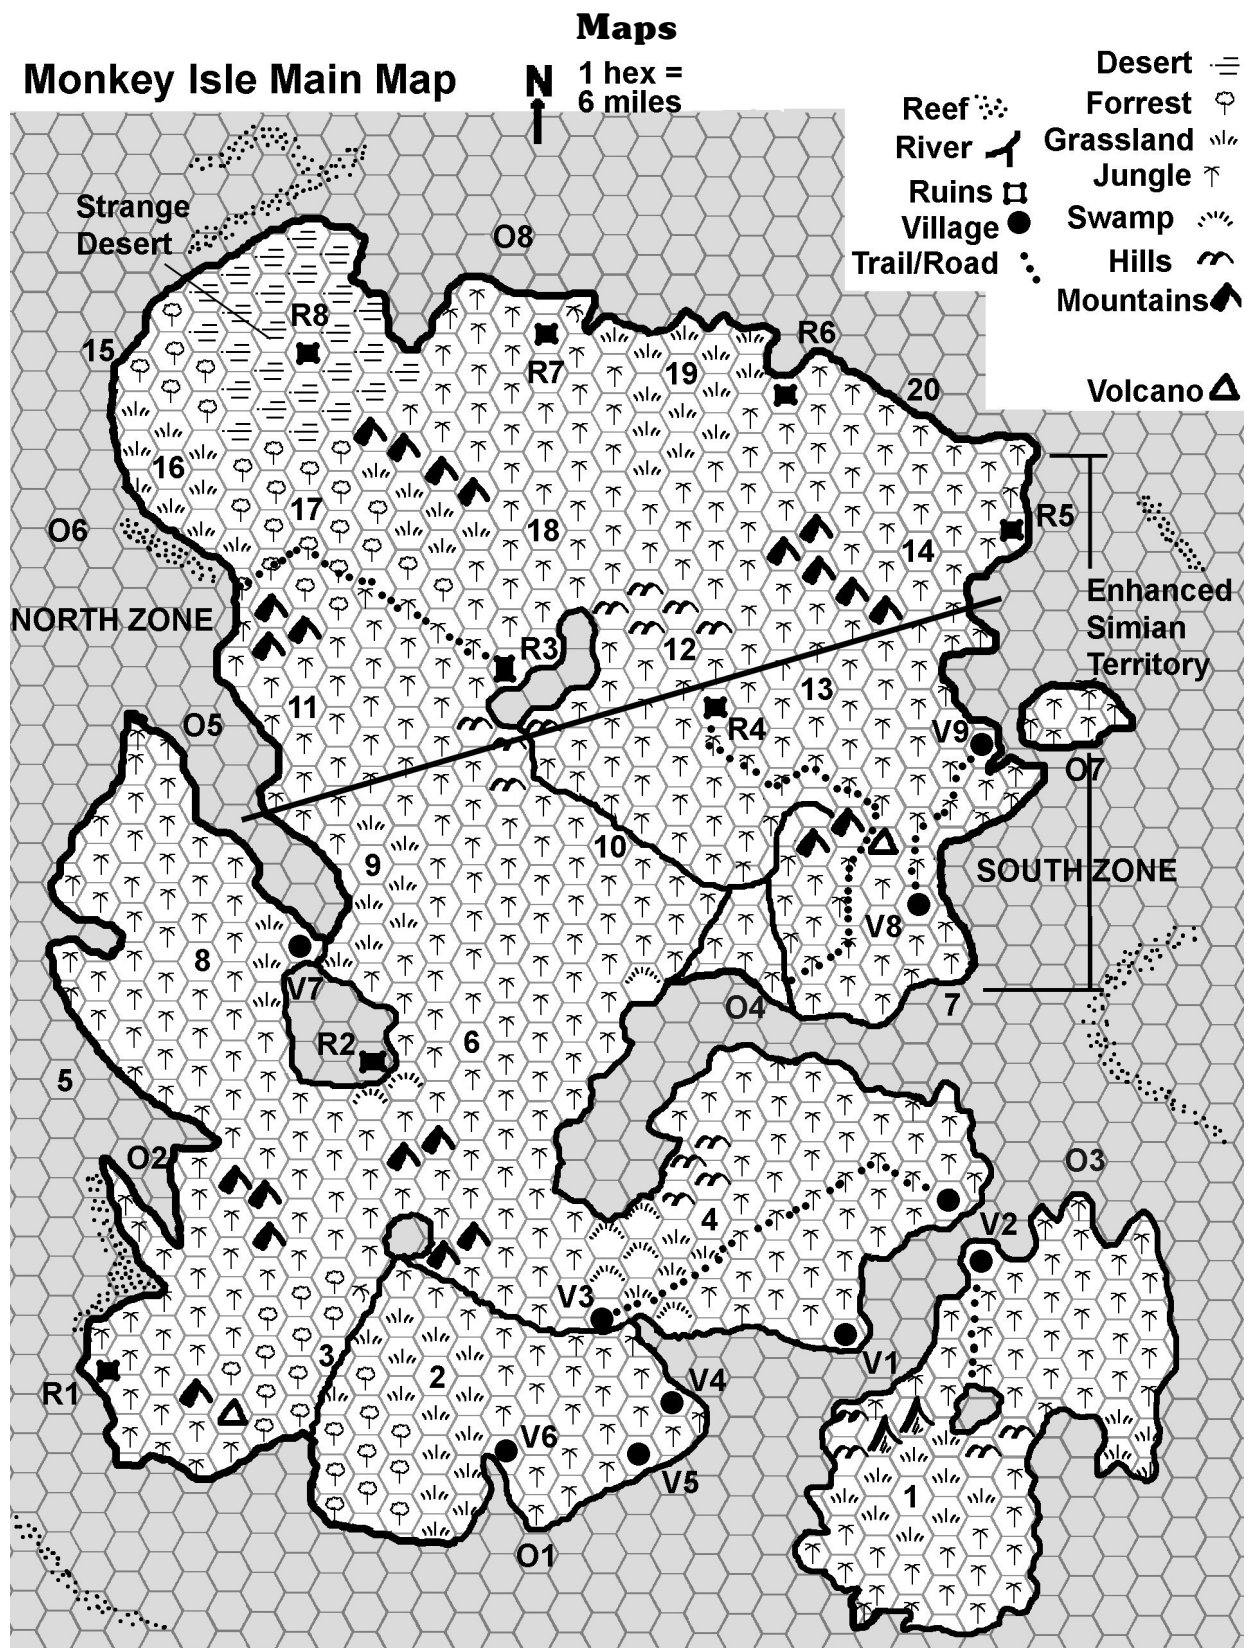 Maps
Monkey Isle Main Map
N
1 hex =
6 miles
Desert
Reef
Forrest
River
Grassland
Jungle
Ruins
Swamp
Village
Trail/Road
Hills
Mountains
Volcano
Strange
Desert
O8
R8
R6
15
R7
19
20
16
17
O6
18
14
R5
Enhanced
Simian
Territory
NORTH ZONE
R3
12
11
13
O5
R4
V9
O7
9
10
SOUTH ZONE
V8
8
V7
O4
7
R2
6
5
O2
O3
4
V2
V3
3
2
V1
R1
V4
V6
V5
1
O1